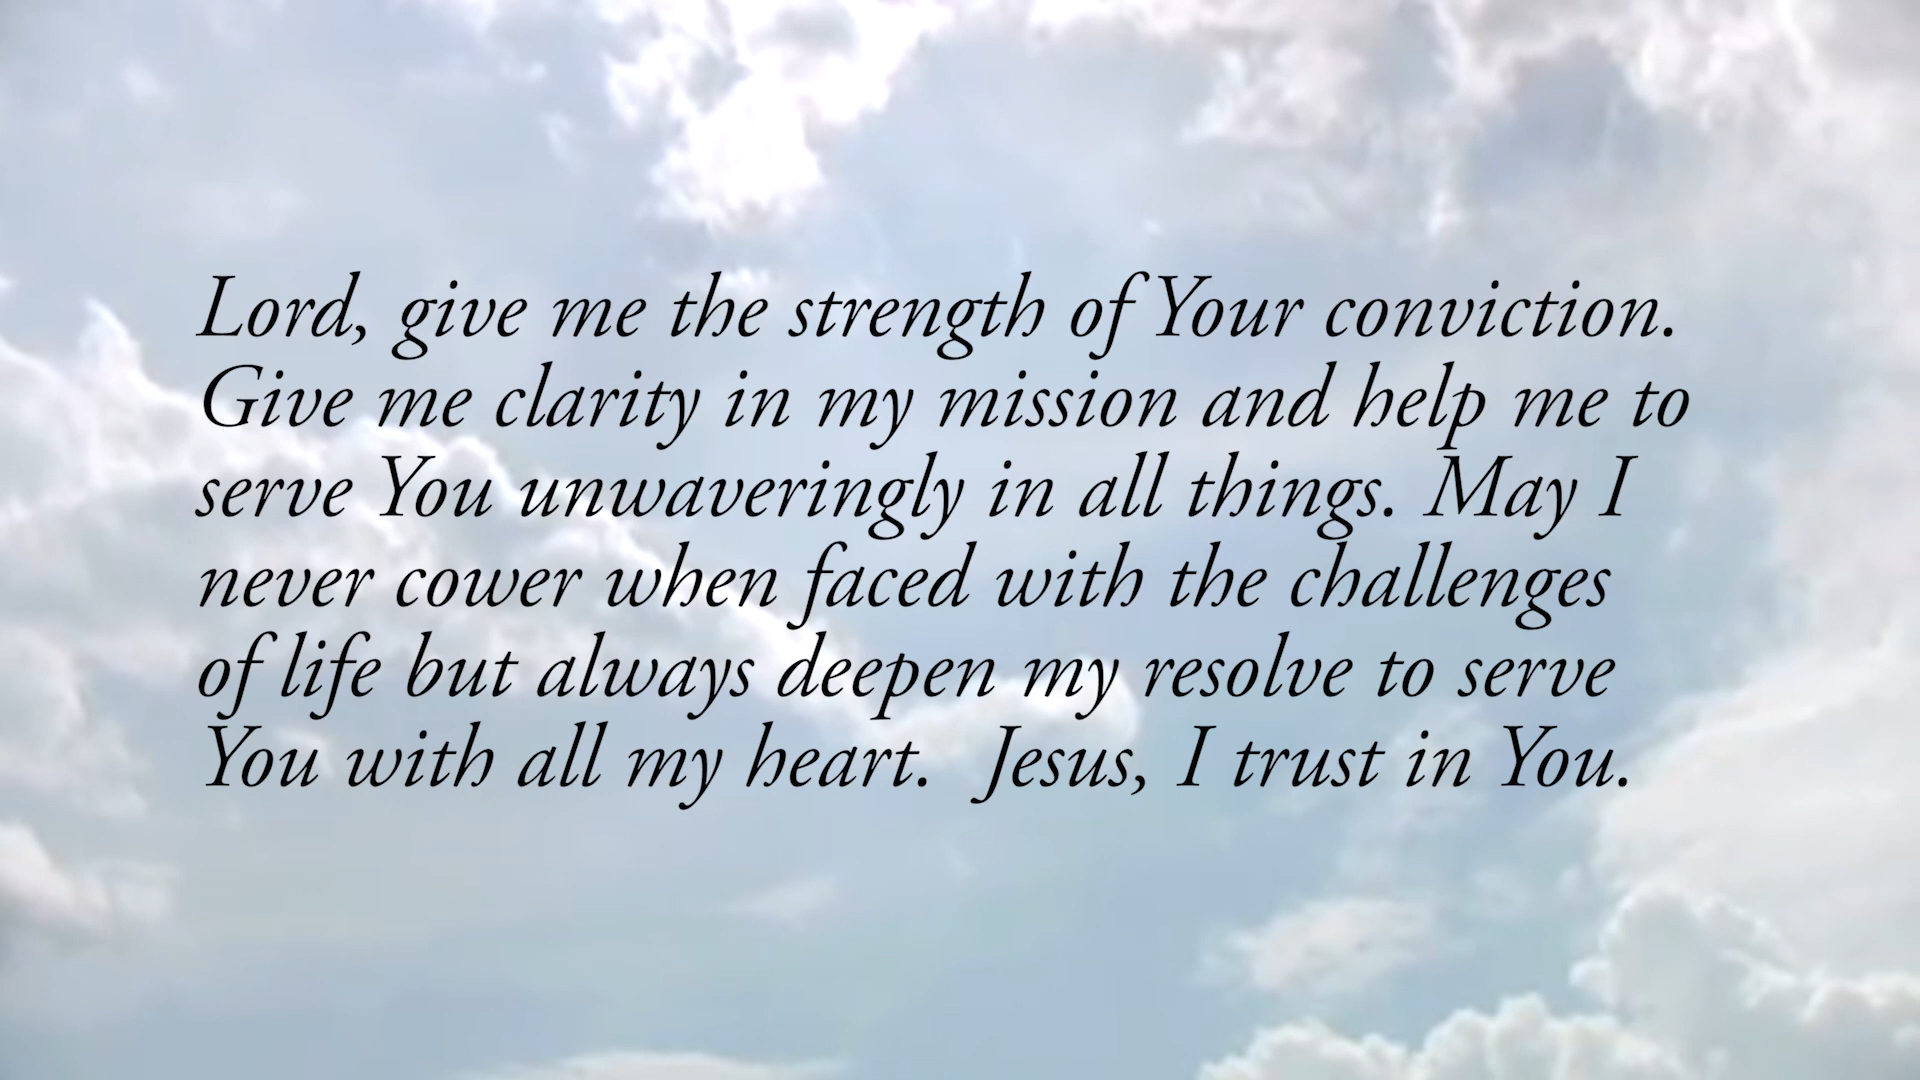 Lord, give me the strength of Your conviction.
Give me clarity in my mission and help me to
serve You unwaveringly in all things. May I
never cower when faced with the challenges
of life but always deepen my resolve to serve
You with all my heart.  Jesus, I trust in You.